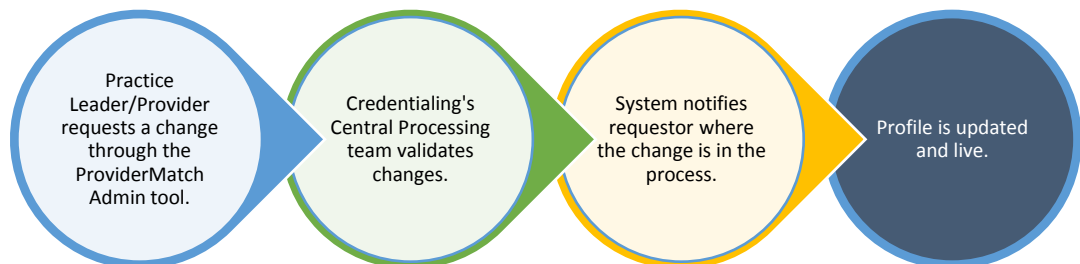 Practice
Leader/Provider
requests a change
through the
ProviderMatch
Admin tool.
Credentialing's
Central Processing
team validates
changes.
System notifies
requestor where
the change is in the
process.
Profile is updated
and live.